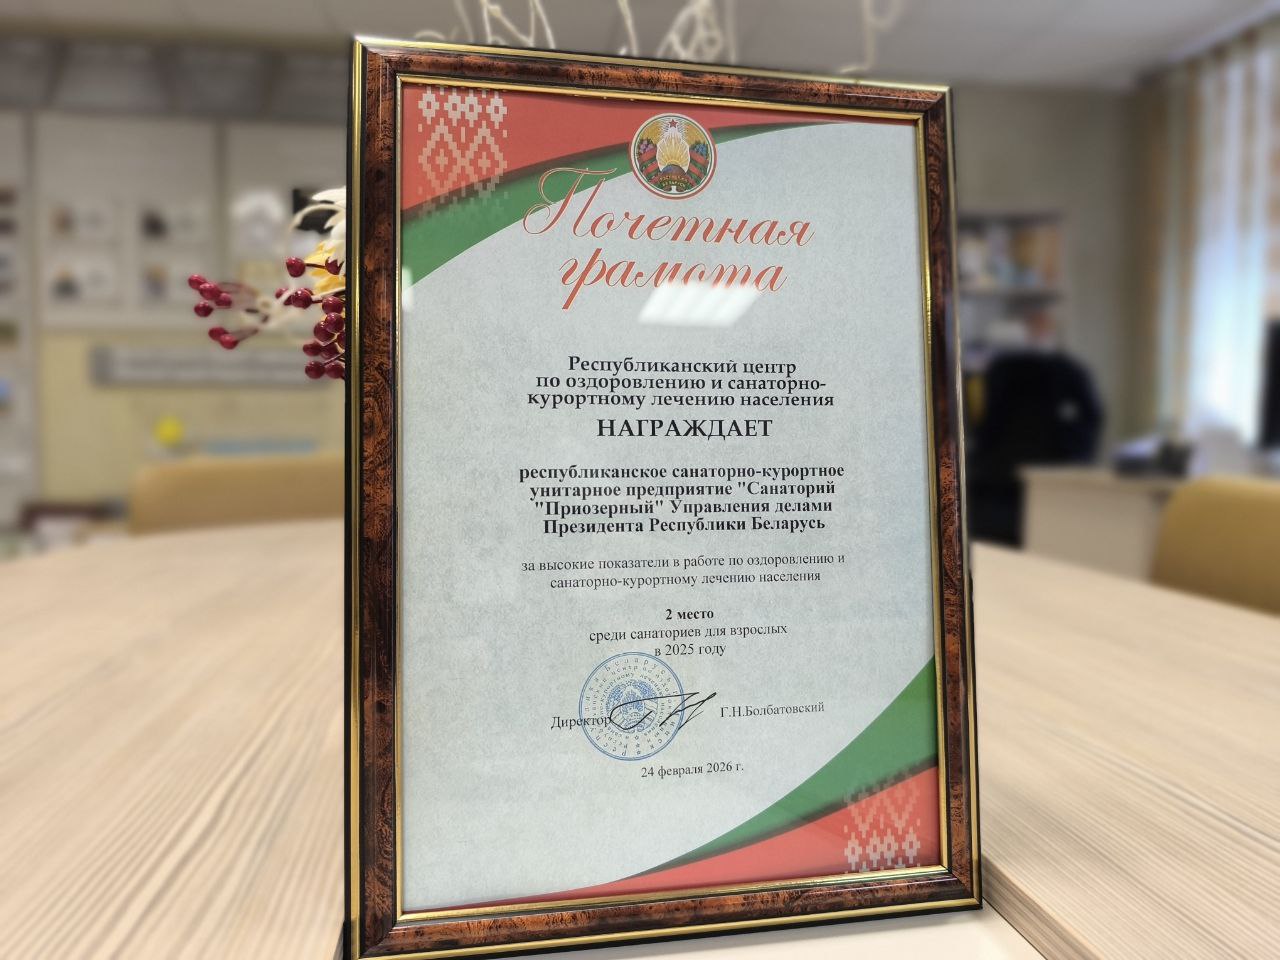 Почетная
грамота
Республиканский центр
по оздоровлению и санаторно-
курортному лечению населения
НАГРАЖДАЕТ
республиканское санаторно-курортное
унитарное предприятие "Санаторий
"Приозерный" Управления делами
Президента Республики Беларусь
за высокие показатели в работе по оздоровлению и
санаторно-курортному лечению населения
2 место
среди санаториев для взрослых
в 2025 году
Директор Г.Н.Болбатовский
24 февраля 2026 г.